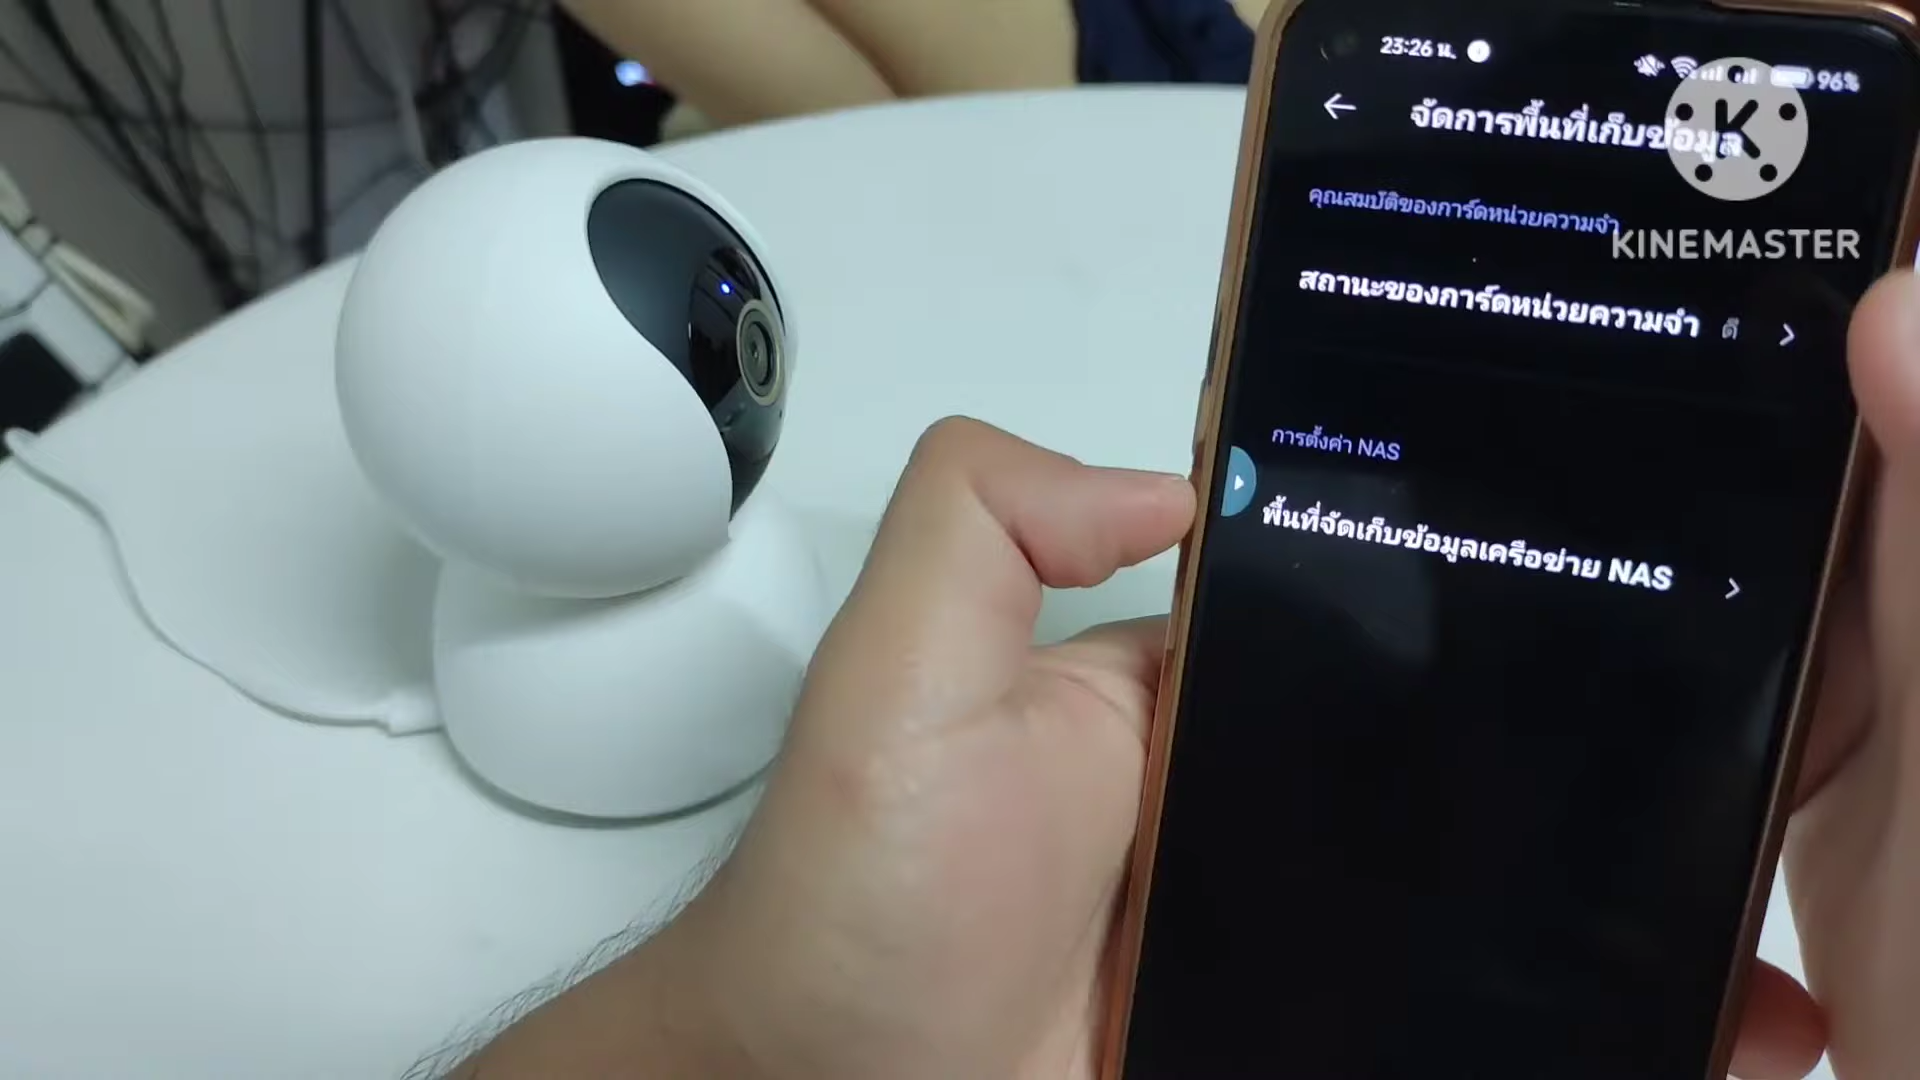 23:26 น.
96%
จัดการพื้นที่เก็บข้อมูล
K
KINEMASTER
คุณสมบัติของการ์ดหน่วยความจำ
สถานะของการ์ดหน่วยความจำ ดี
การตั้งค่า NAS
พื้นที่จัดเก็บข้อมูลเครือข่าย NAS